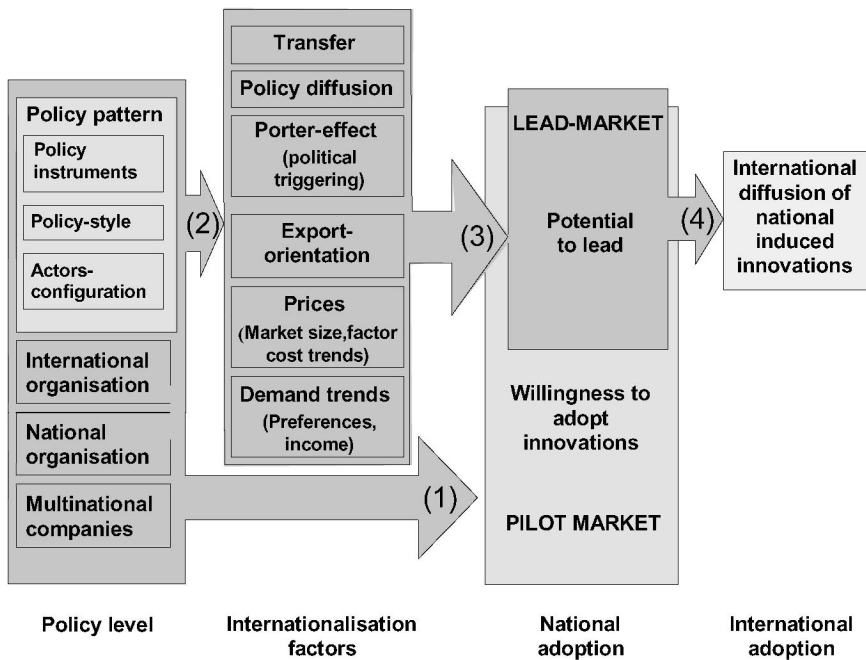 Policy pattern
Policy
instruments
Policy-style
Actors-
configuration
International
organisation
National
organisation
Multinational
companies
(2)
Transfer
Policy diffusion
Porter-effect
(political
triggering)
Export-
orientation
Prices
(Market size,factor
cost trends)
Demand trends
(Preferences,
income)
(1)
(3)
LEAD-MARKET
Potential
to lead
Willingness to
adopt
innovations
PILOT MARKET
(4)
International
diffusion of
national
induced
innovations
Policy level
Internationalisation
factors
National
adoption
International
adoption